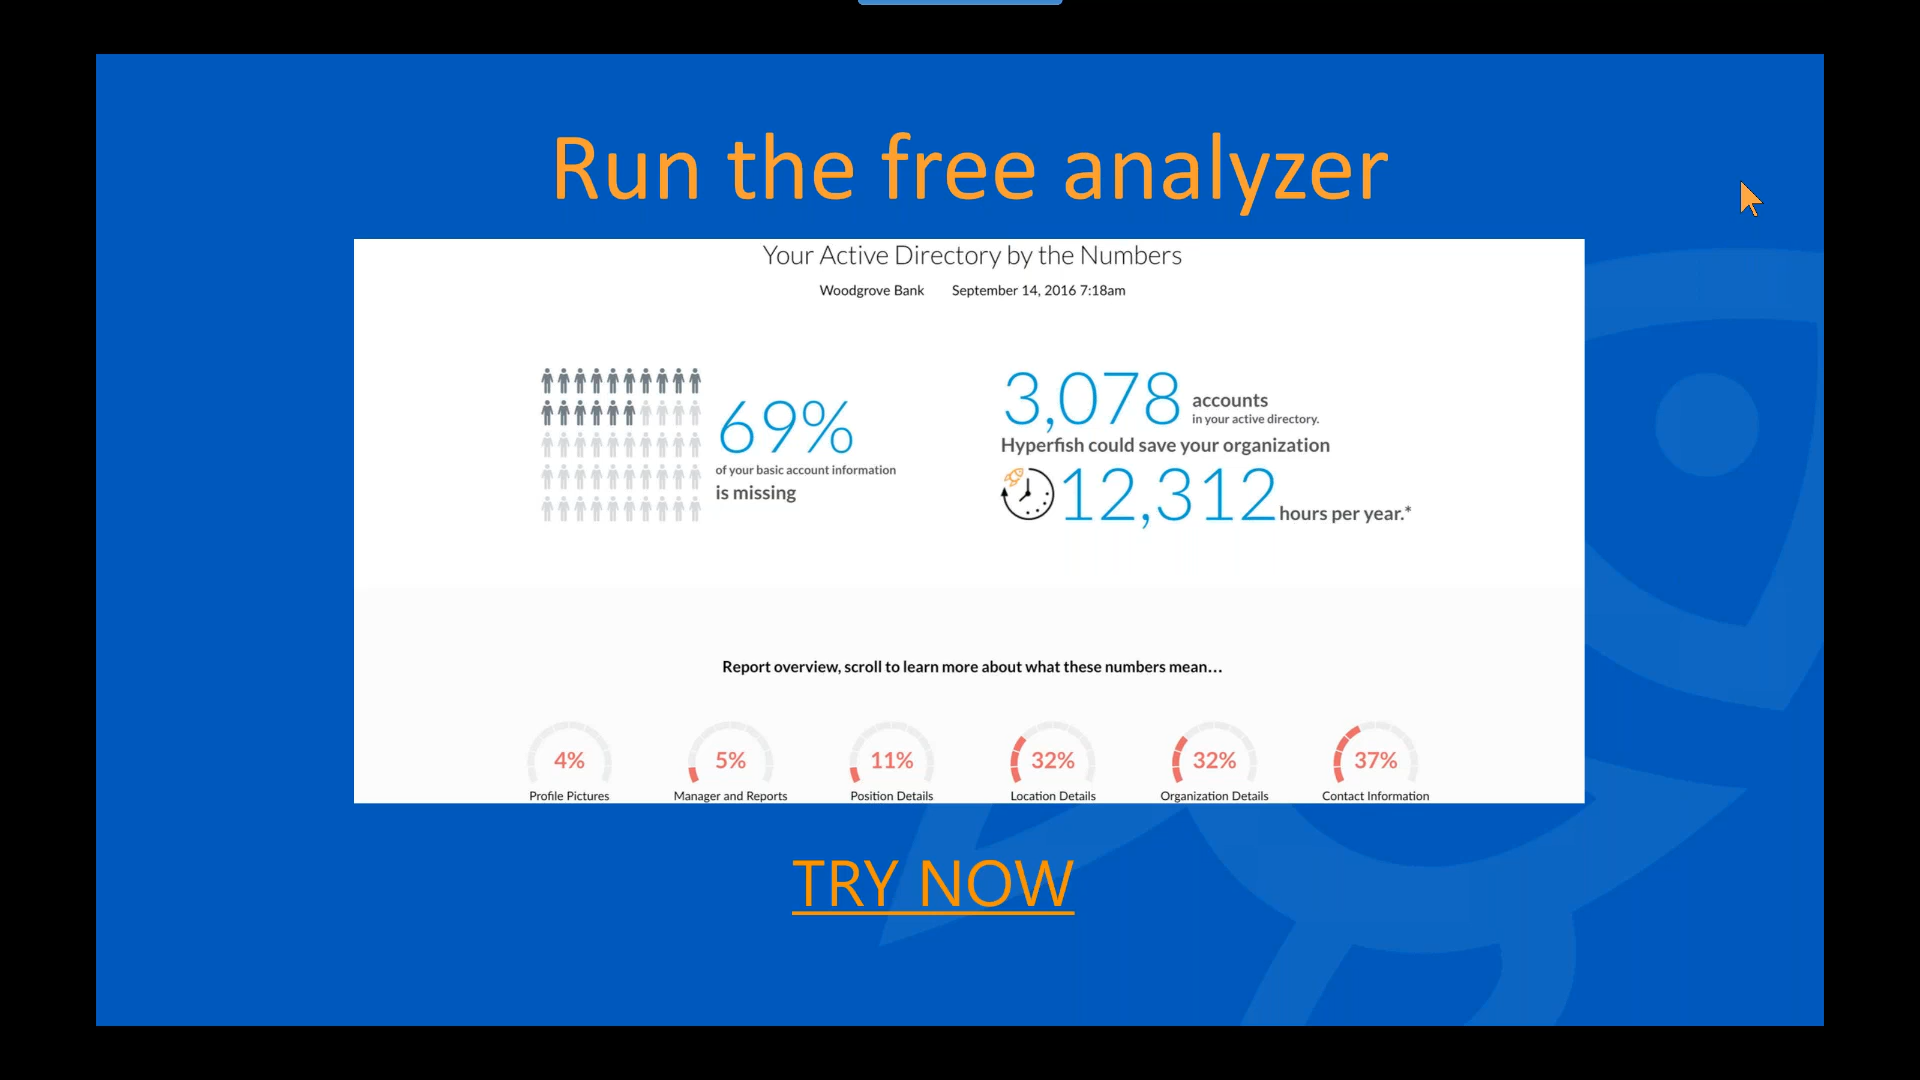 Run the free analyzer
Your Active Directory by the Numbers
Woodgrove Bank September 14, 2016 7:18am
69%
of your basic account information
is missing
3,078 accounts
in your active directory.
Hyperfish could save your organization
12,312 hours per year.*
Report overview, scroll to learn more about what these numbers mean...
4% 5% 11% 32% 32% 37%
Profile Pictures Manager and Reports Position Details Location Details Organization Details Contact Information
TRY NOW